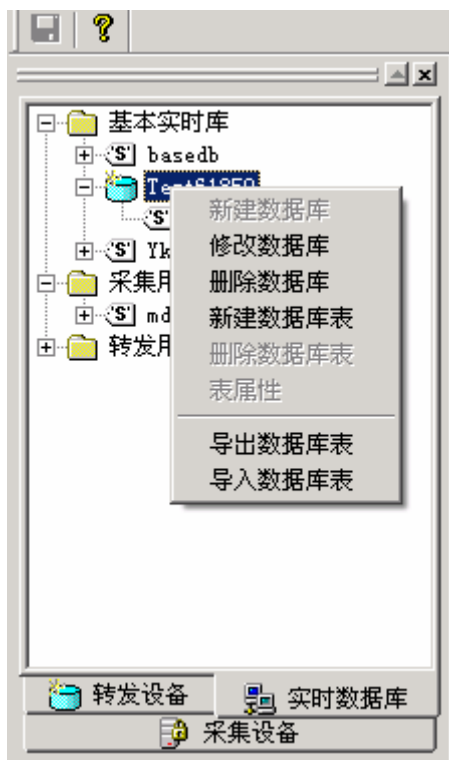 基本实时库
'S' basedb
新建数据库
'S'
修改数据库
'S' Yk
采集用
删除数据库
'S' md
新建数据库表
转发用
删除数据库表
表属性
导出数据库表
导入数据库表
转发设备
实时数据库
采集设备